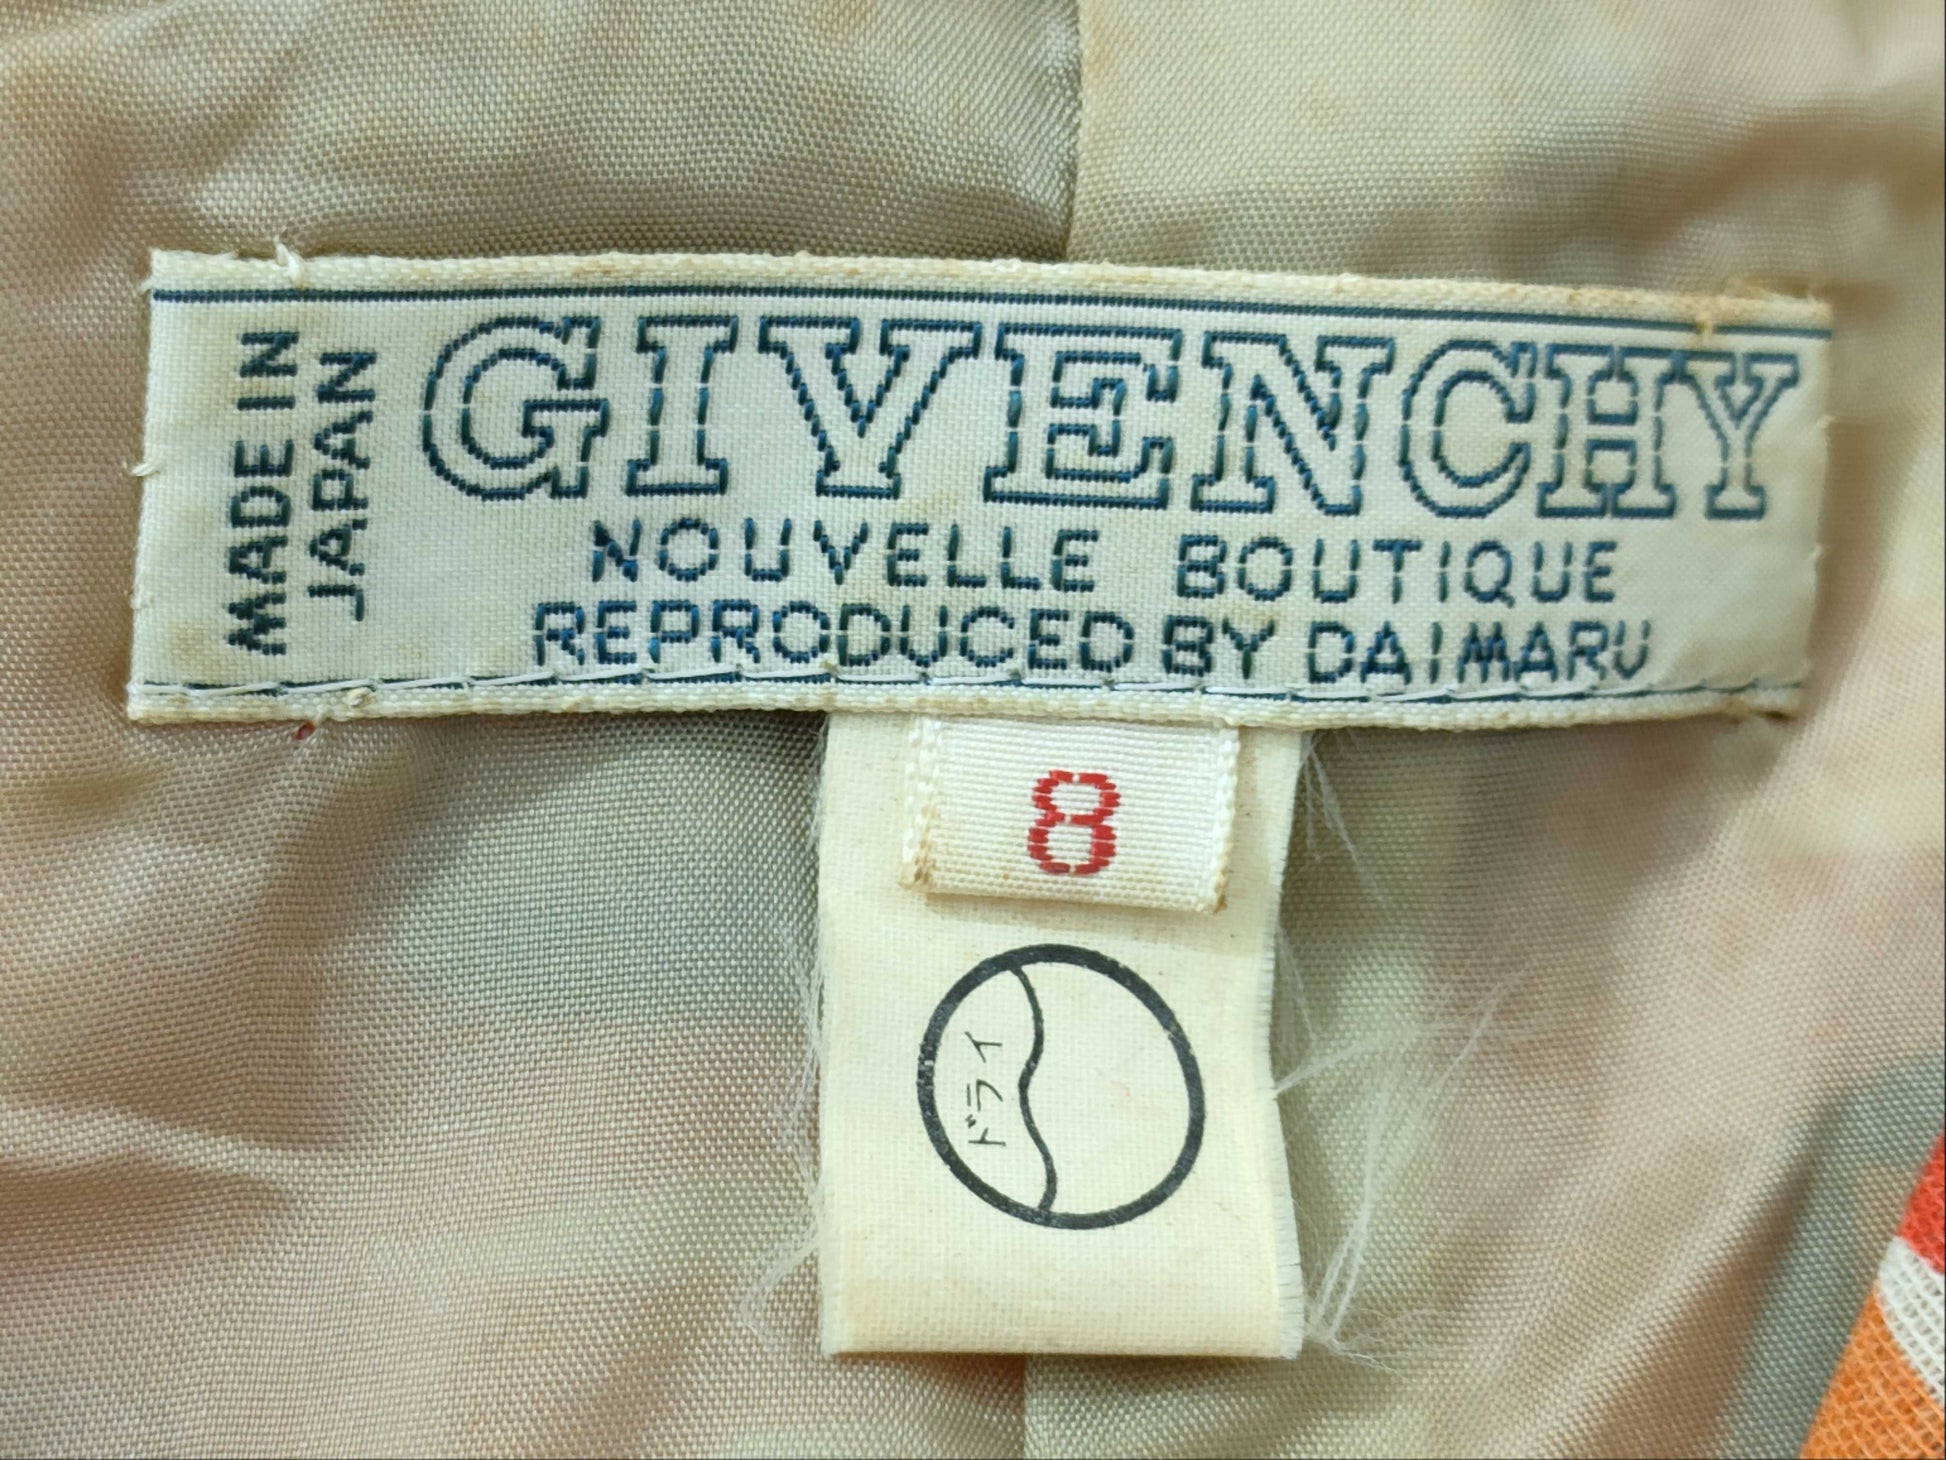 MADE IN
JAPAN
GIVENCHY
NOUVELLE BOUTIQUE
REPRODUCED BY DAIMARU
8
ドライ